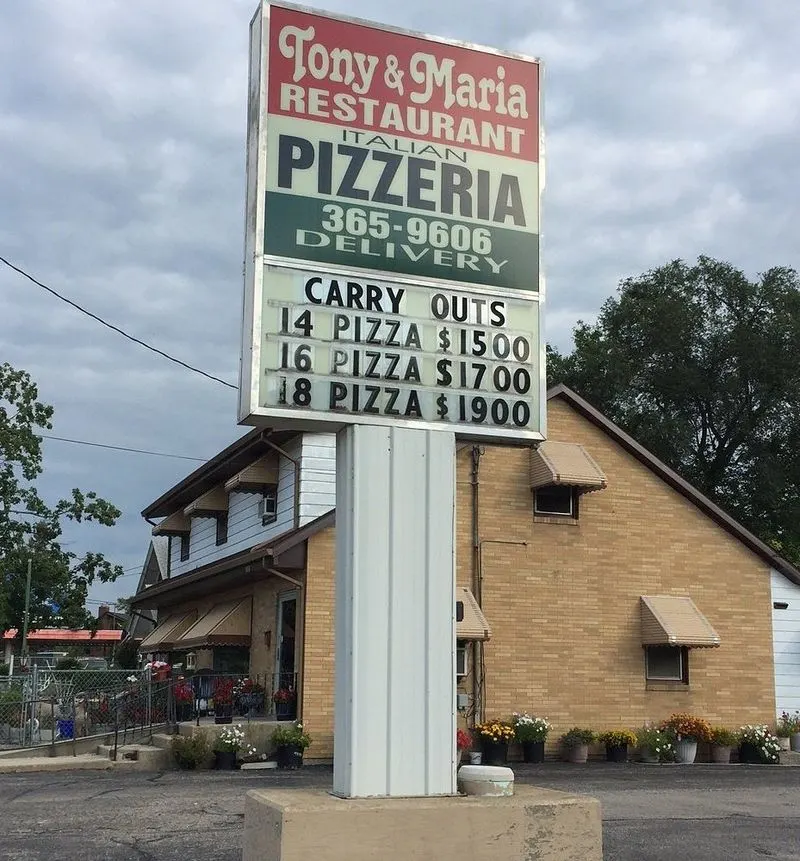 Tony & Maria
RESTAURANT
ITALIAN
PIZZERIA
365-9606
DELIVERY
CARRY OUTS
14 PIZZA $1500
16 PIZZA $1700
18 PIZZA $1900